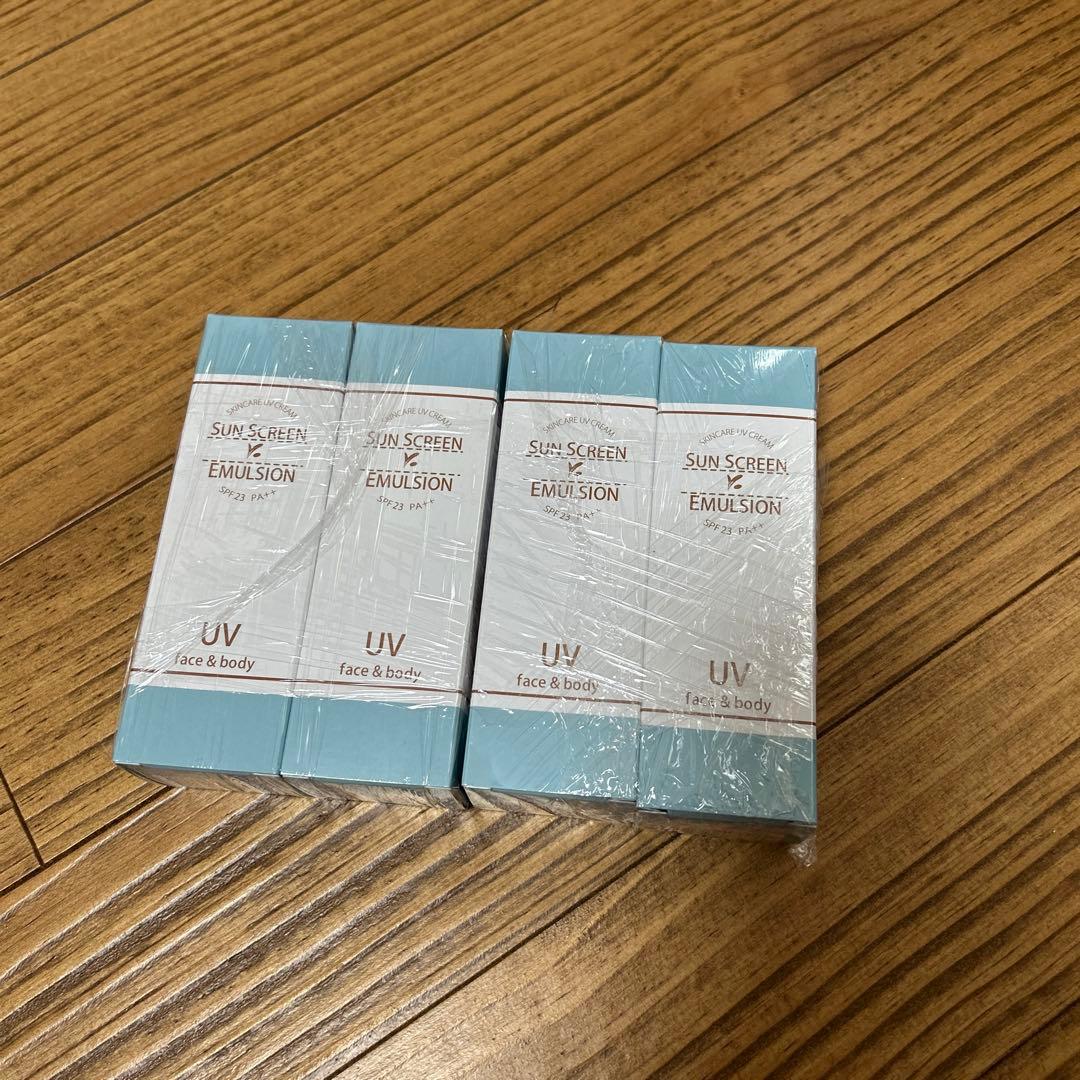 SKINCARE UV CREAM
SUN SCREEN
EMULSION
SPF23 PA++
UV
face & body
SKINCARE UV CREAM
SUN SCREEN
EMULSION
SPF23 PA++
UV
face & body
SKINCARE UV CREAM
SUN SCREEN
EMULSION
SPF23 PA++
UV
face & body
SKINCARE UV CREAM
SUN SCREEN
EMULSION
SPF23 PA++
UV
face & body